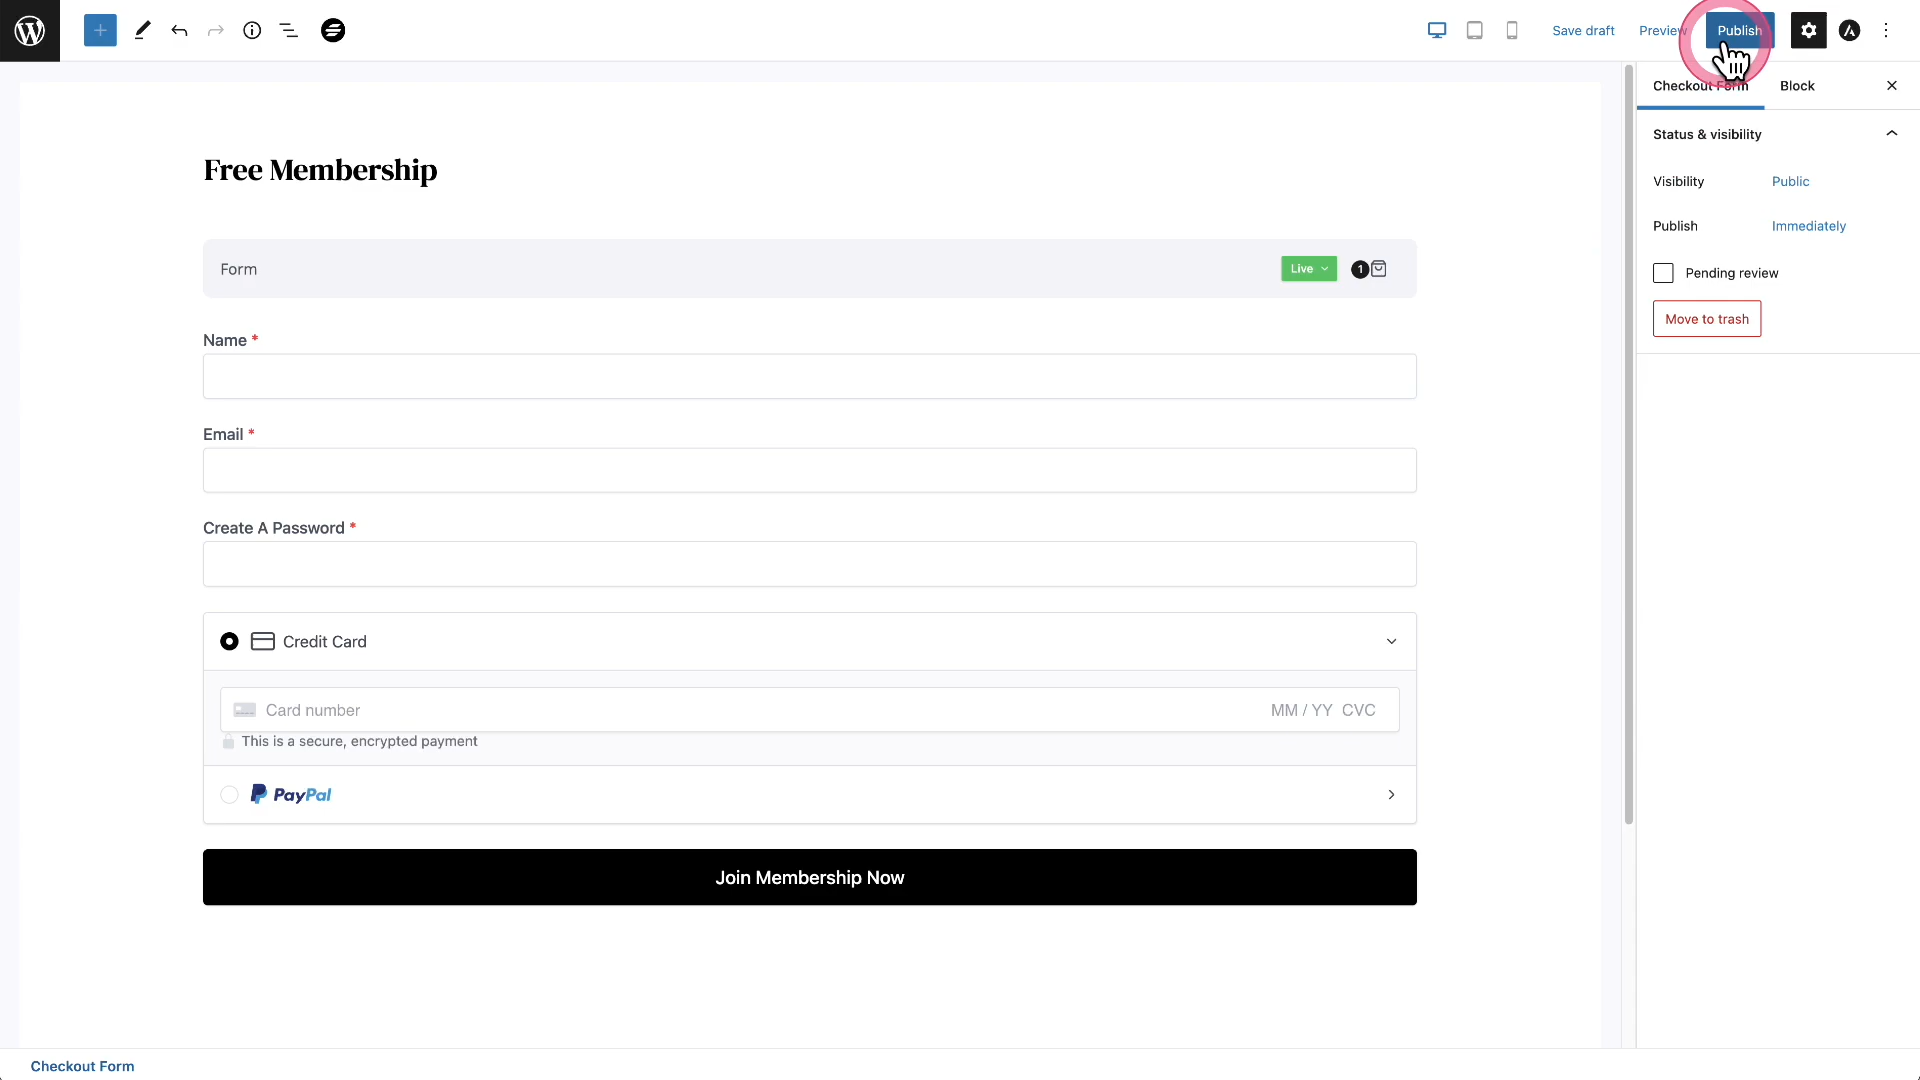 Save draft
Preview
Publish
Checkout Form
Block
Status & visibility
Visibility
Public
Publish
Immediately
Pending review
Move to trash
Free Membership
Form
Live
1
Name *
Email *
Create A Password *
Credit Card
Card number
MM / YY CVC
This is a secure, encrypted payment
PayPal
Join Membership Now
Checkout Form